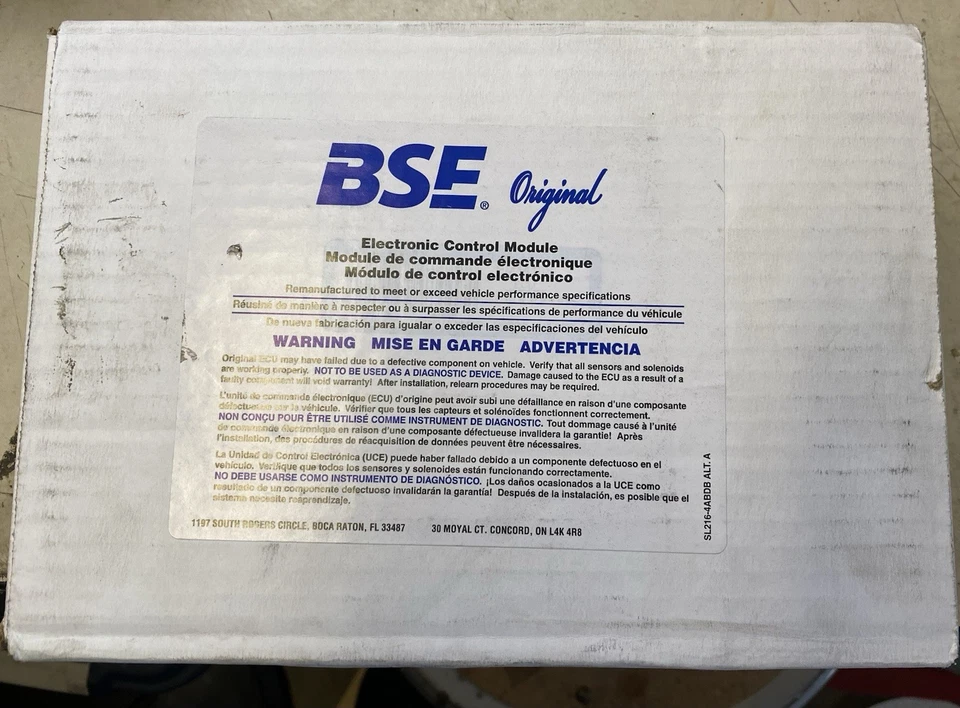 BSE® Original
Electronic Control Module
Module de commande électronique
Módulo de control electrónico
Remanufactured to meet or exceed vehicle performance specifications
Réusiné de manière à respecter ou à surpasser les spécifications de performance du véhicule
De nueva fabricación para igualar o exceder las especificaciones del vehículo
WARNING MISE EN GARDE ADVERTENCIA
Original ECU may have failed due to a defective component on vehicle. Verify that all sensors and solenoids
are working properly. NOT TO BE USED AS A DIAGNOSTIC DEVICE. Damage caused to the ECU as a result of a
faulty component will void warranty! After installation, relearn procedures may be required.
L'unité de commande électronique (ECU) d'origine peut avoir subi une défaillance en raison d'une composante
défectueuse sur la véhicule. Vérifier que tous les capteurs et solénoïdes fonctionnent correctement.
NON CONÇU POUR ÊTRE UTILISÉ COMME INSTRUMENT DE DIAGNOSTIC. Tout dommage causé à l'unité
de commande électronique en raison d'une composante défectueuse invalidera la garantie! Après
l'installation, des procédures de réacquisition de données peuvent être nécessaires.
La Unidad de Control Electrónica (UCE) puede haber fallado debido a un componente defectuoso en el
vehículo. Verifique que todos los sensores y solenoides están funcionando correctamente.
NO DEBE USARSE COMO INSTRUMENTO DE DIAGNÓSTICO. ¡Los daños ocasionados a la UCE como
resultado de un componente defectuoso invalidarán la garantía! Después de la instalación, es posible que el
sistema necesite reaprendizaje.
1197 SOUTH ROGERS CIRCLE, BOCA RATON, FL 33487 30 MOYAL CT. CONCORD, ON L4K 4R8
SL216-4ABDB ALT. A